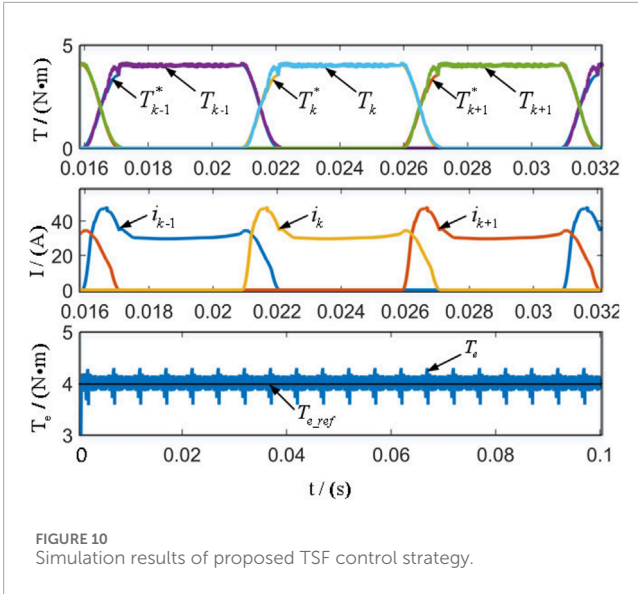 5
0
T / (N•m)
T*k-1 Tk-1 T*k Tk T*k+1 Tk+1
0.016 0.018 0.02 0.022 0.024 0.026 0.028 0.03 0.032
40
20
0
I / (A)
ik-1 ik ik+1
0.016 0.018 0.02 0.022 0.024 0.026 0.028 0.03 0.032
5
4
3
Te / (N•m)
Te
Te_ref
0 0.02 0.04 0.06 0.08 0.1
t / (s)
FIGURE 10
Simulation results of proposed TSF control strategy.